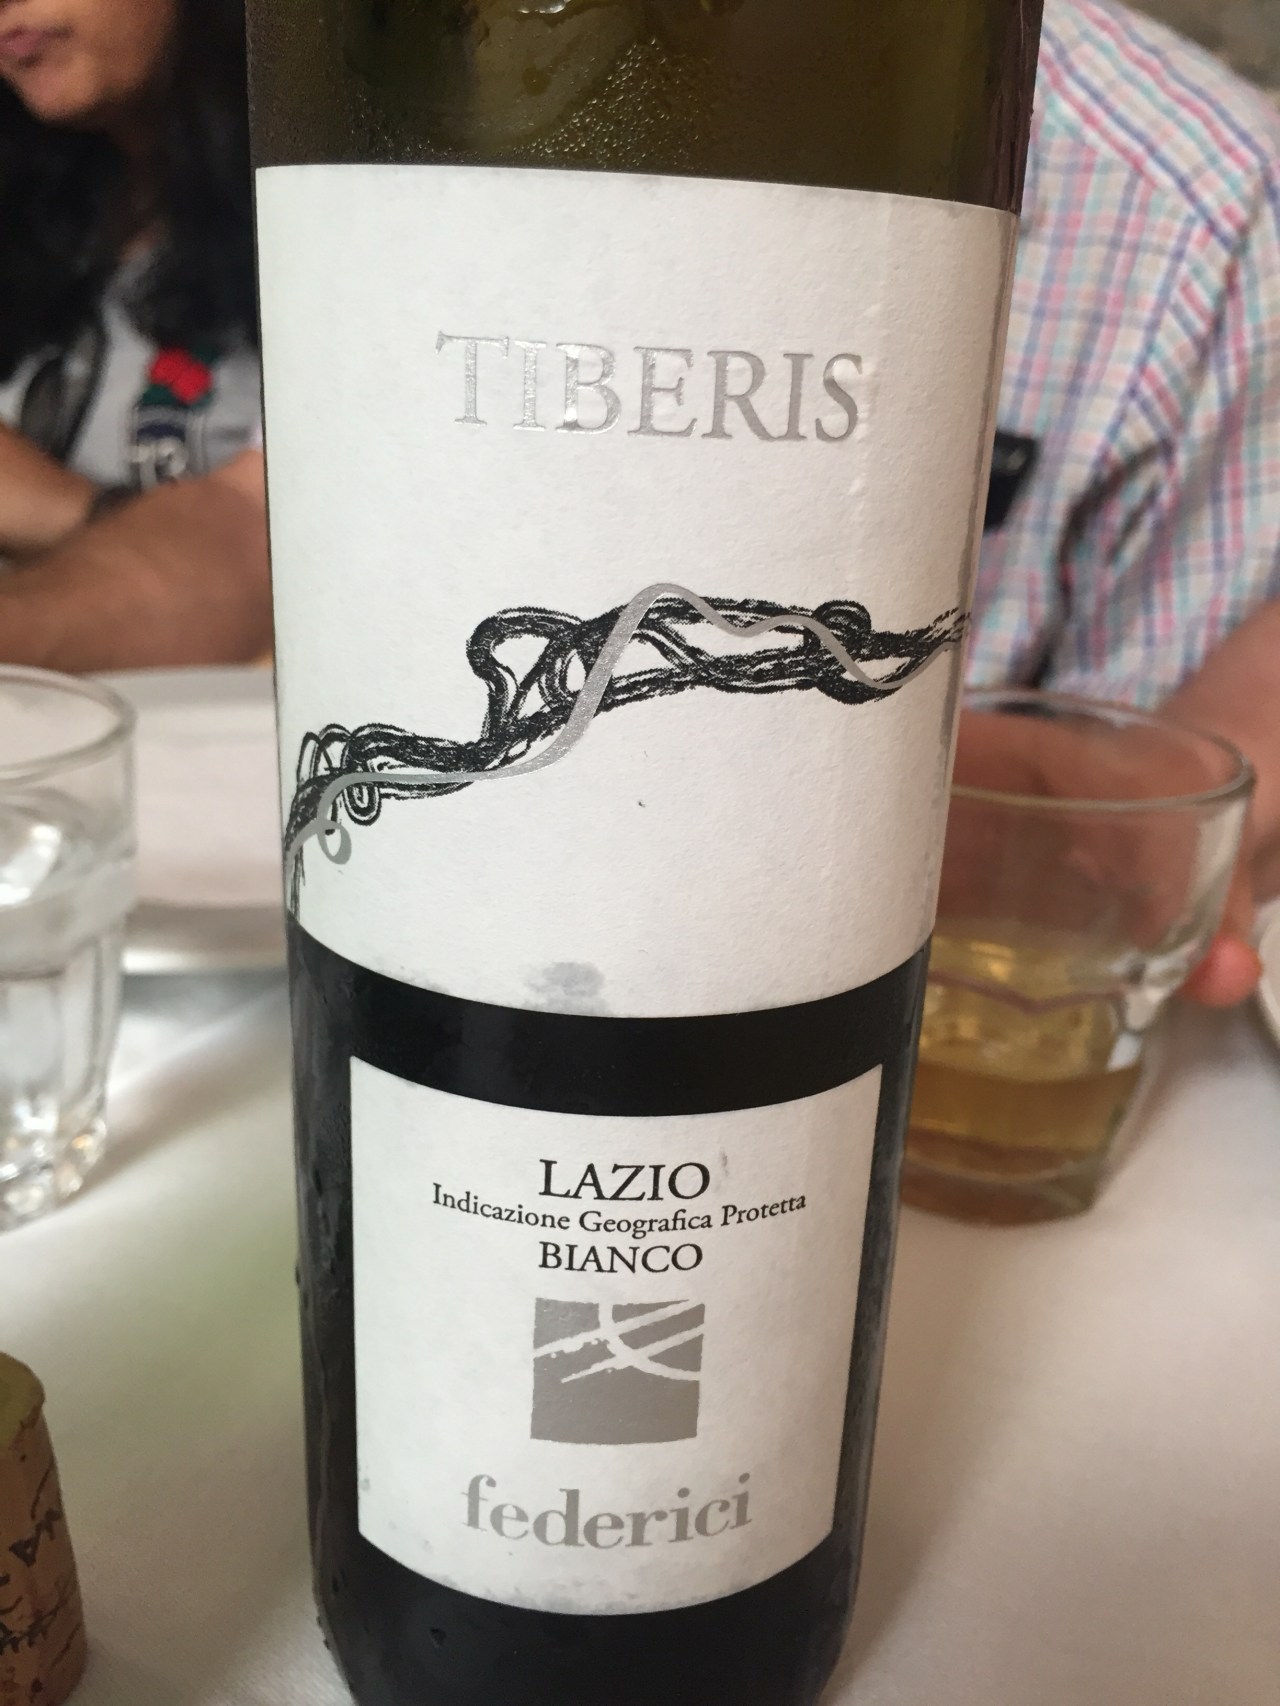 TIBERIS
LAZIO
Indicazione Geografica Protetta
BIANCO
federici